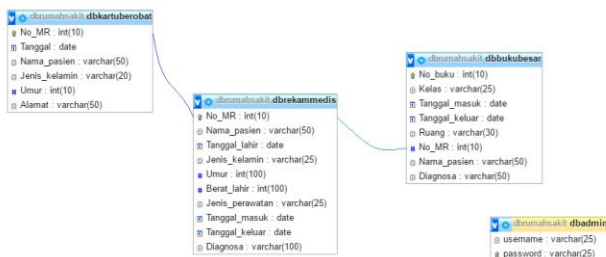 dbrumahsakit dbkartuberobat
No_MR : int(10)
Tanggal : date
Nama_pasien : varchar(50)
Jenis_kelamin : varchar(20)
Umur : int(10)
Alamat : varchar(50)
dbrumahsakit dbrekammedis
No_MR : int(10)
Nama_pasien : varchar(50)
Tanggal_lahir : date
Jenis_kelamin : varchar(25)
Umur : int(100)
Berat_lahir : int(100)
Jenis_perawatan : varchar(25)
Tanggal_masuk : date
Tanggal_keluar : date
Diagnosa : varchar(100)
dbrumahsakit dbbukubesar
No_buku : int(10)
Kelas : varchar(25)
Tanggal_masuk : date
Tanggal_keluar : date
Ruang : varchar(30)
No_MR : int(10)
Nama_pasien : varchar(50)
Diagnosa : varchar(50)
dbrumahsakit dbadmin
username : varchar(25)
password : varchar(25)